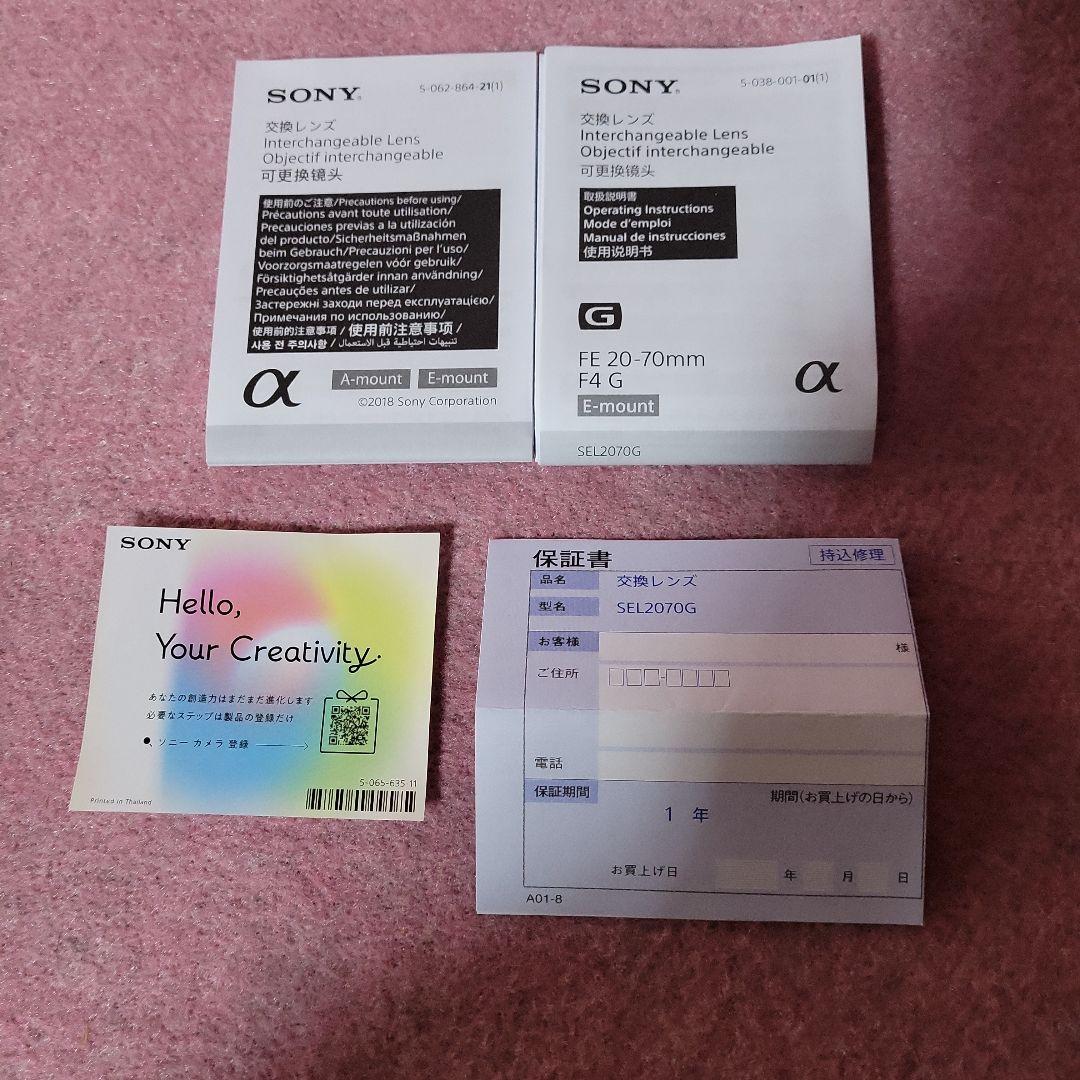 SONY®
5-062-864-21(1)
交換レンズ
Interchangeable Lens
Objectif interchangeable
可更换镜头
使用前のご注意/Precautions before using/
Précautions avant toute utilisation/
Precauciones previas a la utilización
del producto/Sicherheitsmaßnahmen
beim Gebrauch/Precauzioni per l'uso/
Voorzorgsmaatregelen vóór gebruik/
Försiktighetsåtgärder innan användning/
Precauções antes de utilizar/
Застережні заходи перед експлуатацією/
Примечания по использованию/
使用前的注意事項 / 使用前注意事项 /
사용 전 주의사항 / تنبيهات احتياطية قبل الاستعمال
α
A-mount E-mount
©2018 Sony Corporation
SONY®
5-038-001-01(1)
交換レンズ
Interchangeable Lens
Objectif interchangeable
可更换镜头
取扱説明書
Operating Instructions
Mode d'emploi
Manual de instrucciones
使用说明书
G
FE 20-70mm
F4 G
α
E-mount
SEL2070G
SONY
Hello,
Your Creativity.
あなたの創造力はまだまだ進化します
必要なステップは製品の登録だけ
ソニー カメラ 登録
5-065-635 11
Printed in Thailand
保証書
持込修理
品名 交換レンズ
型名 SEL2070G
お客様 様
ご住所
電話
保証期間 期間(お買上げの日から)
1 年
お買上げ日 年 月 日
A01-8